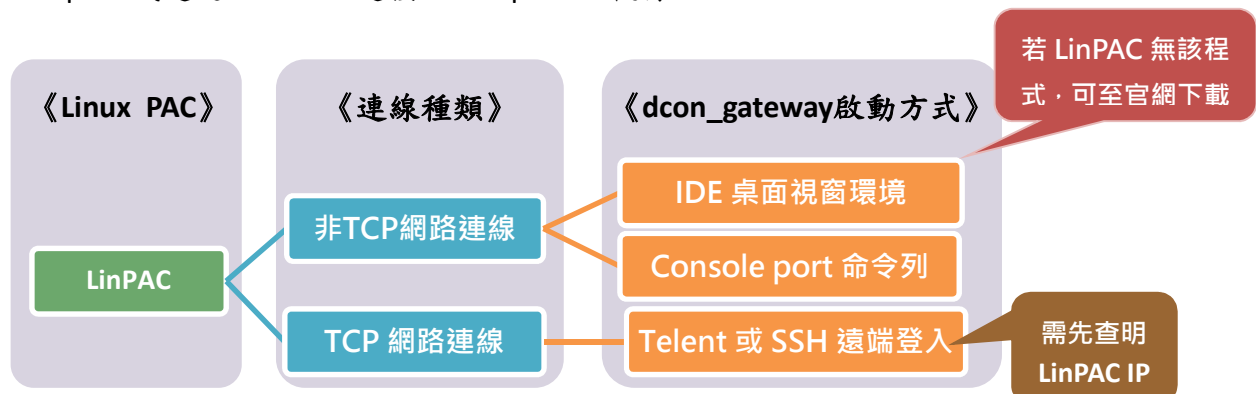 若 LinPAC 無該程
式，可至官網下載
《Linux PAC》
《連線種類》
《dcon_gateway啟動方式》
IDE 桌面視窗環境
非TCP網路連線
Console port 命令列
LinPAC
TCP 網路連線
Telent 或 SSH 遠端登入
需先查明
LinPAC IP